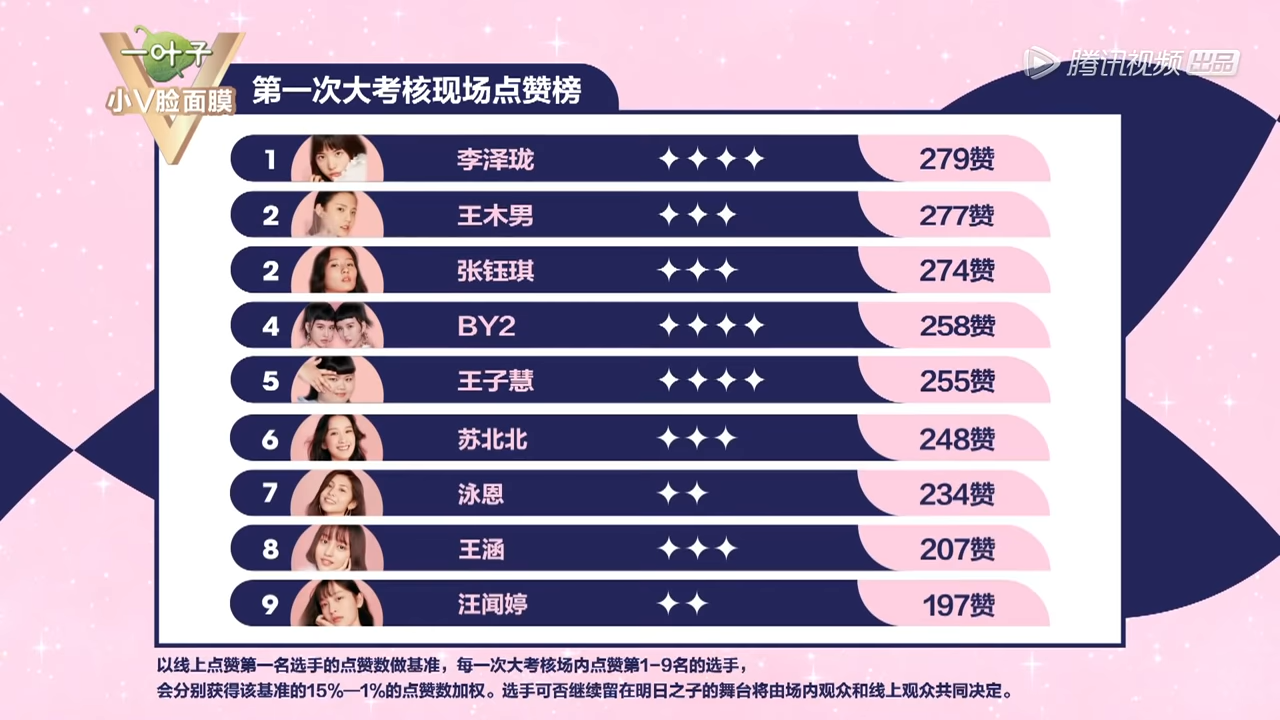 一叶子
小V脸面膜
腾讯视频 出品
第一次大考核现场点赞榜
1 李泽珑 279赞
2 王木男 277赞
2 张钰琪 274赞
4 BY2 258赞
5 王子慧 255赞
6 苏北北 248赞
7 泳恩 234赞
8 王涵 207赞
9 汪闻婷 197赞
以线上点赞第一名选手的点赞数做基准，每一次大考核场内点赞第1-9名的选手，
会分别获得该基准的15%—1%的点赞数加权。选手可否继续留在明日之子的舞台将由场内观众和线上观众共同决定。